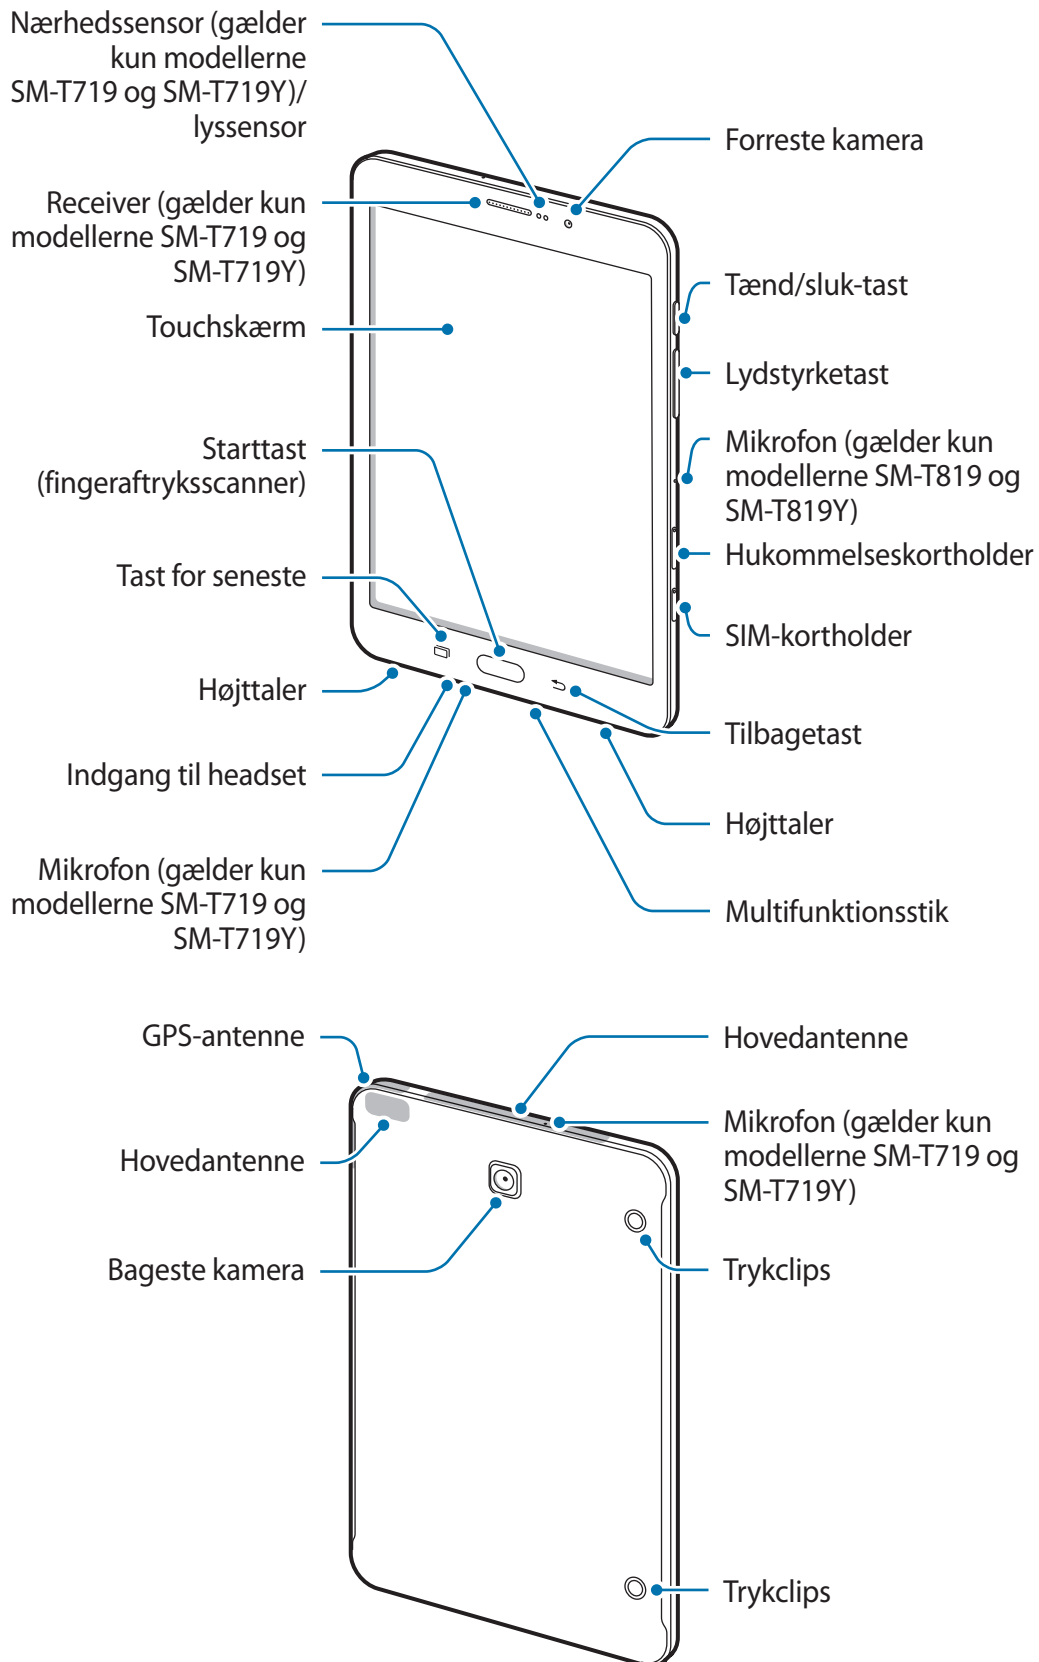 Nærhedssensor (gælder
kun modellerne
SM-T719 og SM-T719Y)/
lyssensor
Receiver (gælder kun
modellerne SM-T719 og
SM-T719Y)
Touchskærm
Starttast
(fingeraftryksscanner)
Tast for seneste
Højttaler
Indgang til headset
Mikrofon (gælder kun
modellerne SM-T719 og
SM-T719Y)
Forreste kamera
Tænd/sluk-tast
Lydstyrketast
Mikrofon (gælder kun
modellerne SM-T819 og
SM-T819Y)
Hukommelseskortholder
SIM-kortholder
Tilbagetast
Højttaler
Multifunktionsstik
GPS-antenne
Hovedantenne
Bageste kamera
Hovedantenne
Mikrofon (gælder kun
modellerne SM-T719 og
SM-T719Y)
Trykclips
Trykclips